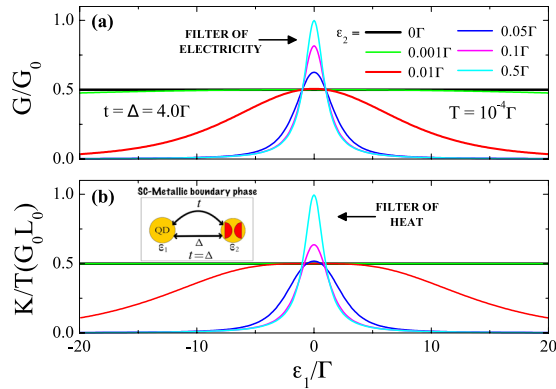 (a)
FILTER OF
ELECTRICITY
ε₂ = 0Γ 0.05Γ
0.001Γ 0.1Γ
0.01Γ 0.5Γ
G/G₀
1.0
0.5
0.0
t = Δ = 4.0Γ
T = 10⁻⁴Γ
(b)
SC-Metallic boundary phase
t
QD
ε₁
ε₂
Δ
t=Δ
FILTER OF
HEAT
K/T(G₀L₀)
1.0
0.5
0.0
-20 -10 0 10 20
ε₁/Γ